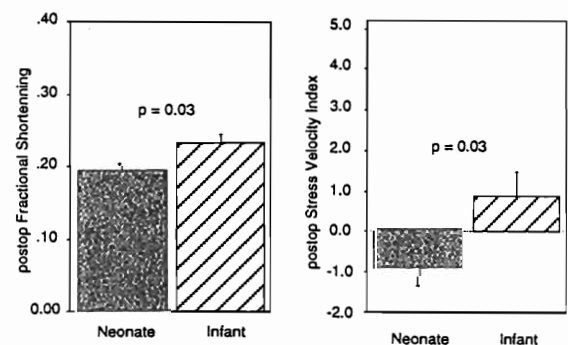 postop Fractional Shortenning
.40
.30
.20
.10
0.00
p = 0.03
Neonate Infant
postop Stress Velocity Index
5.0
4.0
3.0
2.0
1.0
0.0
-1.0
-2.0
p = 0.03
Neonate Infant